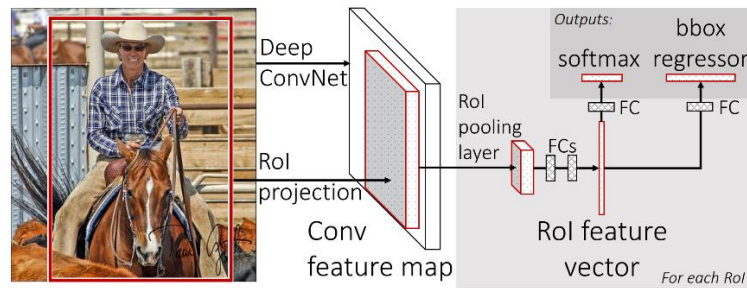 Deep
ConvNet
RoI
projection
Conv
feature map
RoI
pooling
layer
FCs
RoI feature
vector
Outputs:
softmax
bbox
regressor
FC
FC
For each RoI